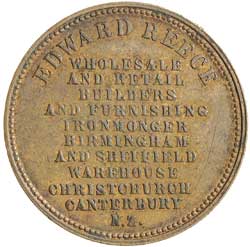 EDWARD REECE
WHOLESALE
AND RETAIL
BUILDERS
AND FURNISHING
IRONMONGER
BIRMINGHAM
AND SHEFFIELD
WAREHOUSE
CHRISTCHURCH
CANTERBURY
N.Z.